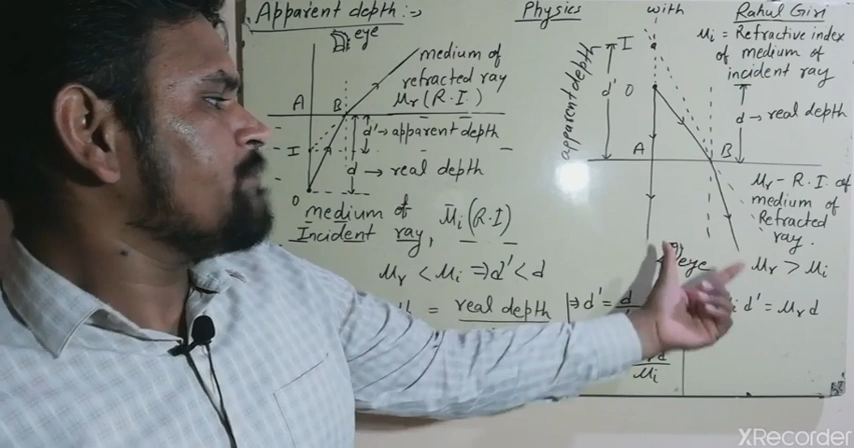 Apparent depth :->
Physics with Rahul Giri
eye
medium of
refracted ray
μr (R.I.)
A
B
d' → apparent depth
I
d → real depth
O
medium of
Incident ray,
μi (R.I)
μr < μi ⇒ d' < d
real depth
⇒ d' = d
μi
apparent depth
I
d'
O
A
B
d → real depth
μi = Refractive index
of medium of
incident ray
μr - R.I. of
medium of
Refracted
ray.
eye
μr > μi
d' = μr d
XRecorder